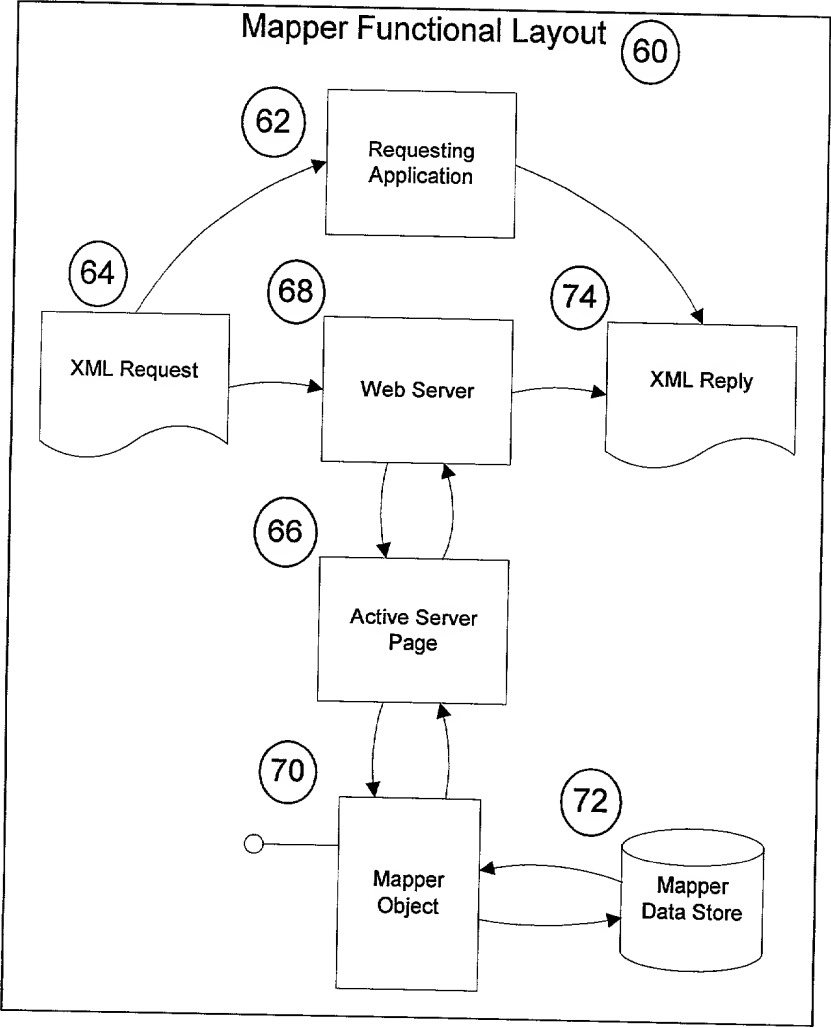 Mapper Functional Layout
60
62
Requesting
Application
64
68
74
XML Request
Web Server
XML Reply
66
Active Server
Page
70
72
Mapper
Object
Mapper
Data Store